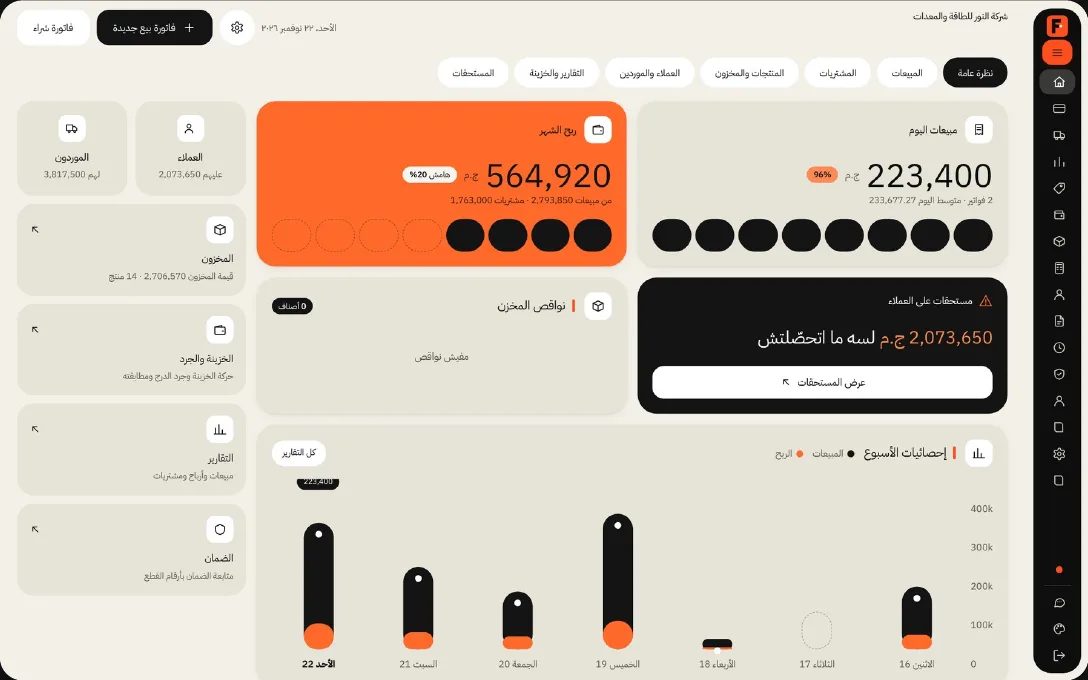 F
شركة النور للطاقة والمعدات
الأحد، ٢٢ نوفمبر ٢٠٢٦
فاتورة بيع جديدة +
فاتورة شراء
نظرة عامة
المبيعات
المشتريات
المنتجات والمخزون
العملاء والموردين
التقارير والخزينة
المستحقات
مبيعات اليوم
223,400 ج.م 96%
2 فواتير · متوسط اليوم 233,677.27
ربح الشهر
564,920 ج.م هامش 20%
من مبيعات 2,793,850 · مشتريات 1,763,000
العملاء
عليهم 2,073,650
الموردون
لهم 3,817,500
مستحقات على العملاء
2,073,650 ج.م لسه ما اتحصّلتش
عرض المستحقات
نواقص المخزن
0 أصناف
مفيش نواقص
المخزون
قيمة المخزون 2,706,570 · 14 منتج
الخزينة والجرد
حركة الخزينة وجرد الدرج ومطابقته
التقارير
مبيعات وأرباح ومشتريات
الضمان
متابعة الضمان بأرقام القطع
إحصائيات الأسبوع
المبيعات
الربح
كل التقارير
223,400
400k
300k
200k
100k
0
الاثنين 16
الثلاثاء 17
الأربعاء 18
الخميس 19
الجمعة 20
السبت 21
الأحد 22